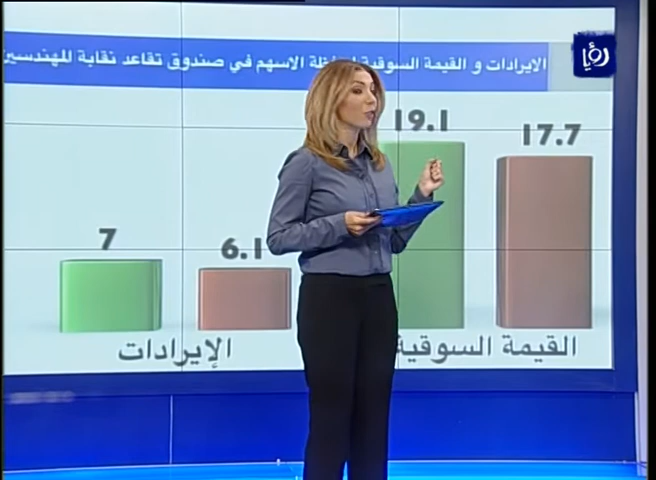 الايرادات و القيمة السوقية لمحفظة الاسهم في صندوق تقاعد نقابة المهندسين
رؤيا
17.7
19.1
6.1
7
القيمة السوقية
الإيرادات